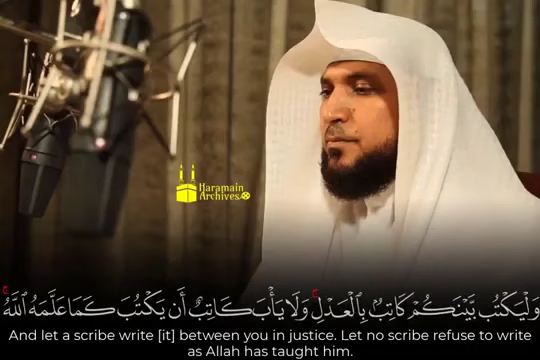 Haramain
Archives
وَلْيَكْتُب بَّيْنَكُمْ كَاتِبٌۢ بِٱلْعَدْلِ ۚ وَلَا يَأْبَ كَاتِبٌ أَن يَكْتُبَ كَمَا عَلَّمَهُ ٱللَّهُ ۚ
And let a scribe write [it] between you in justice. Let no scribe refuse to write
as Allah has taught him.